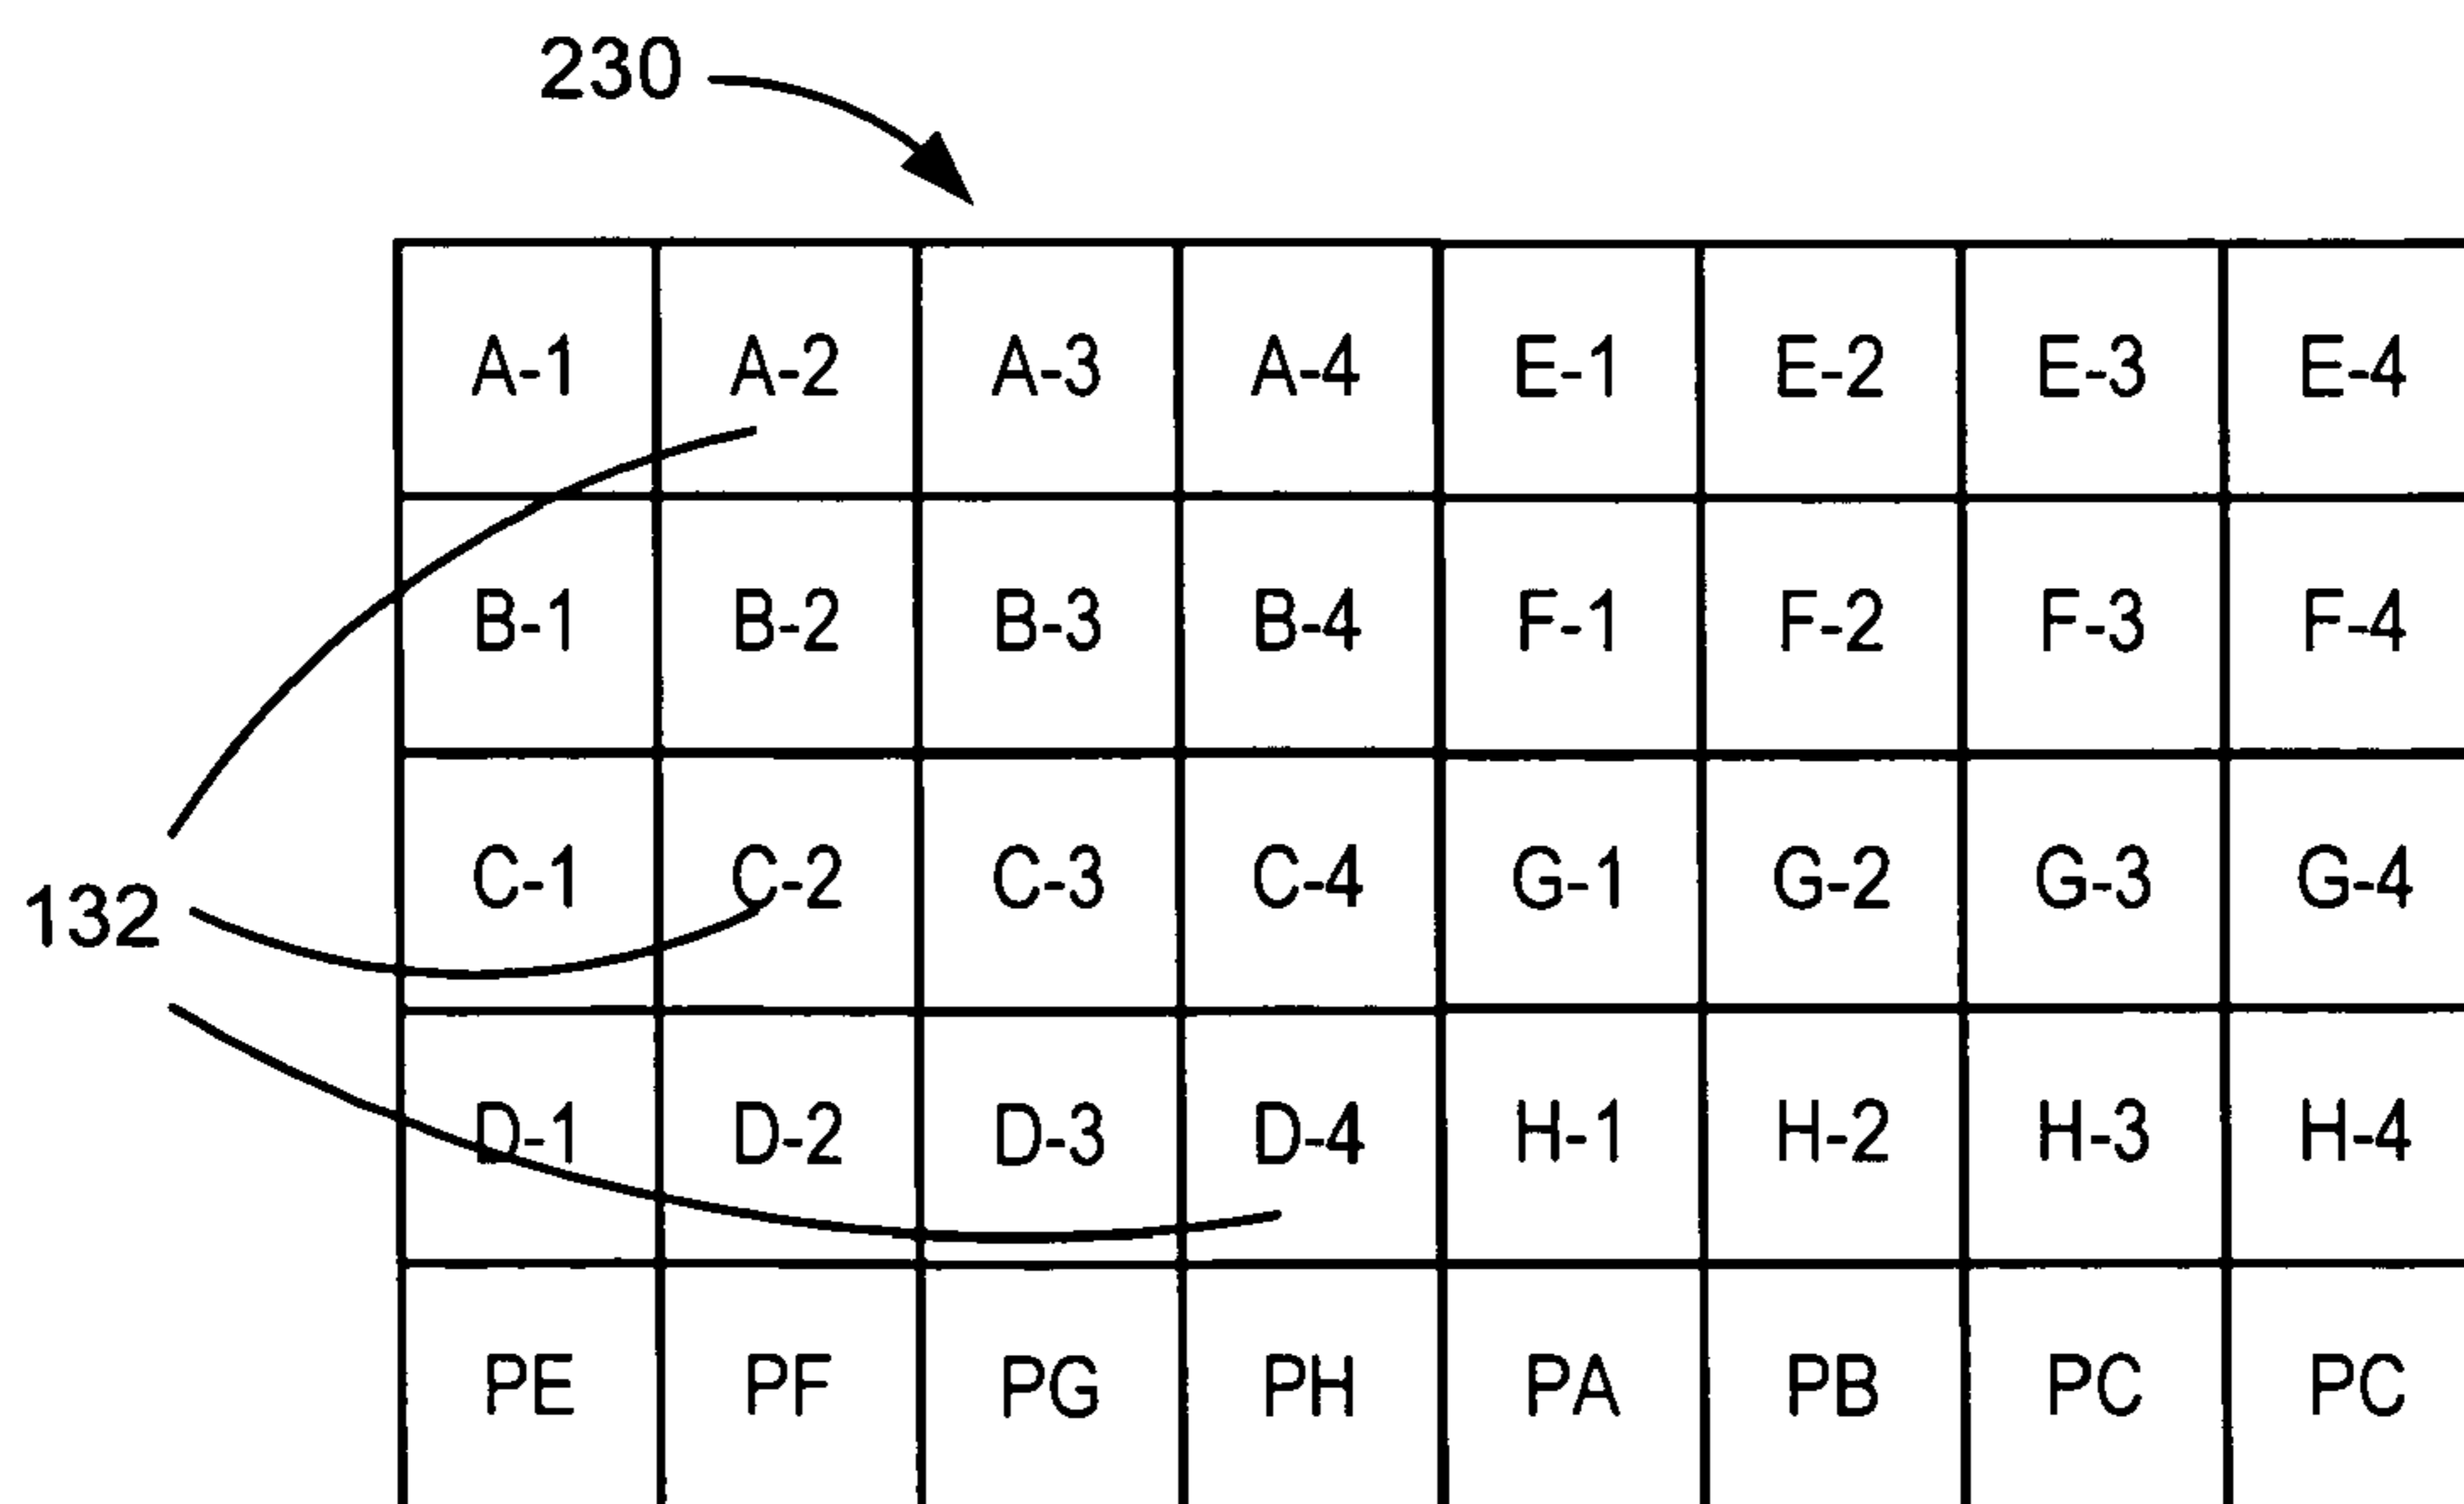 230
A-1 A-2 A-3 A-4 E-1 E-2 E-3 E-4
B-1 B-2 B-3 B-4 F-1 F-2 F-3 F-4
C-1 C-2 C-3 C-4 G-1 G-2 G-3 G-4
132
D-1 D-2 D-3 D-4 H-1 H-2 H-3 H-4
PE PF PG PH PA PB PC PC